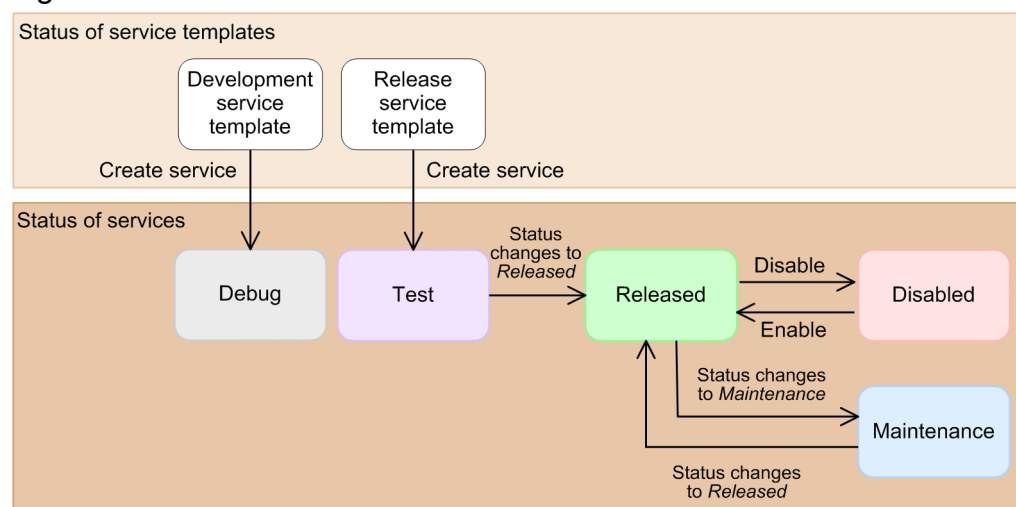 Status of service templates
Development
service
template
Release
service
template
Create service
Create service
Status of services
Debug
Test
Status
changes to
Released
Released
Disable
Enable
Disabled
Status changes
to Maintenance
Maintenance
Status changes
to Released